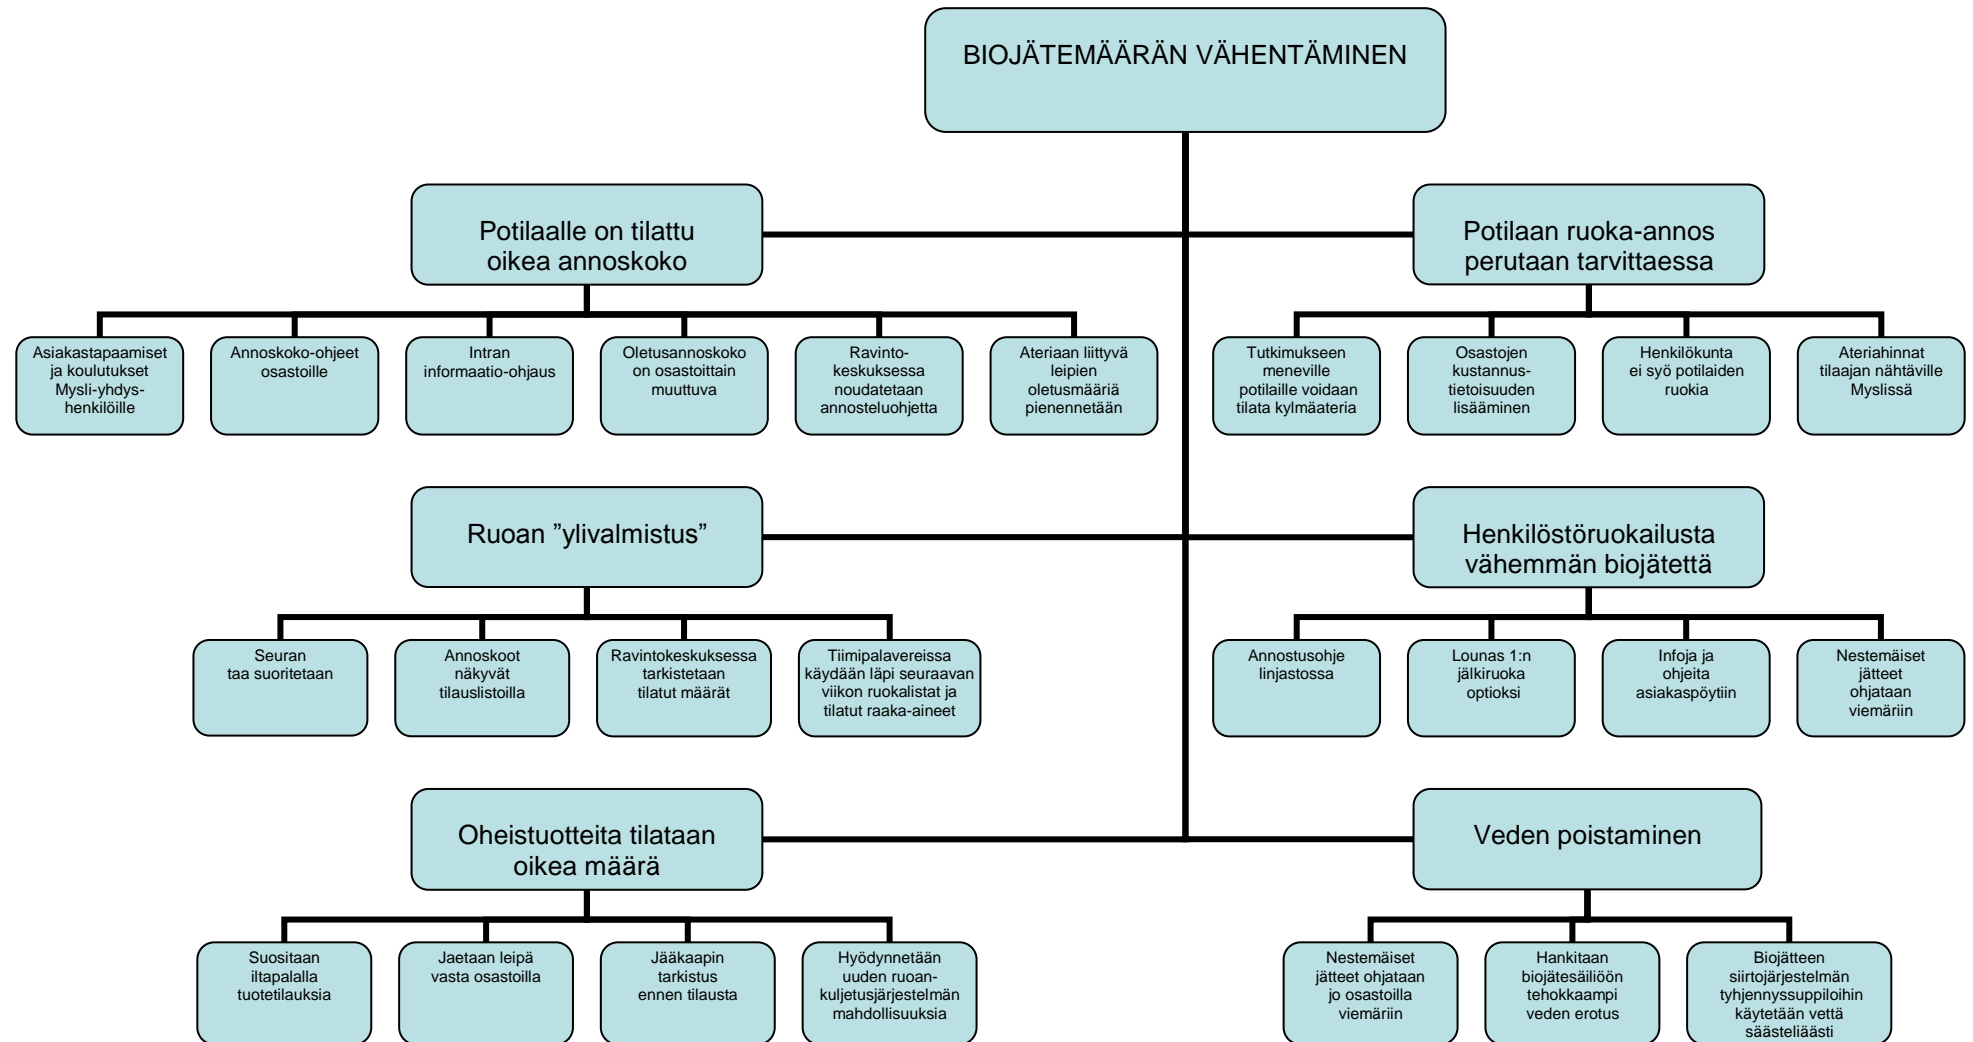 BIOJÄTEMÄÄRÄN VÄHENTÄMINEN
Potilaalle on tilattu
oikea annoskoko
Potilaan ruoka-annos
perutaan tarvittaessa
Asiakastapaamiset
ja koulutukset
Mysli-yhdys-
henkilöille
Annoskoko-ohjeet
osastoille
Intran
informaatio-ohjaus
Oletusannoskoko
on osastoittain
muuttuva
Ravinto-
keskuksessa
noudatetaan
annosteluohjetta
Ateriaan liittyvä
leipien
oletusmääriä
pienennetään
Tutkimukseen
meneville
potilaille voidaan
tilata kylmäateria
Osastojen
kustannus-
tietoisuuden
lisääminen
Henkilökunta
ei syö potilaiden
ruokia
Ateriahinnat
tilaajan nähtäville
Myslissä
Ruoan ”ylivalmistus”
Henkilöstöruokailusta
vähemmän biojätettä
Seuran
taa suoritetaan
Annoskoot
näkyvät
tilauslistoilla
Ravintokeskuksessa
tarkistetaan
tilatut määrät
Tiimipalavereissa
käydään läpi seuraavan
viikon ruokalistat ja
tilatut raaka-aineet
Annostusohje
linjastossa
Lounas 1:n
jälkiruoka
optioksi
Infoja ja
ohjeita
asiakaspöytiin
Nestemäiset
jätteet
ohjataan
viemäriin
Oheistuotteita tilataan
oikea määrä
Veden poistaminen
Suositaan
iltapalalla
tuotetilauksia
Jaetaan leipä
vasta osastoilla
Jääkaapin
tarkistus
ennen tilausta
Hyödynnetään
uuden ruoan-
kuljetusjärjestelmän
mahdollisuuksia
Nestemäiset
jätteet ohjataan
jo osastoilla
viemäriin
Hankitaan
biojätesäiliöön
tehokkaampi
veden erotus
Biojätteen
siirtojärjestelmän
tyhjennyssuppiloihin
käytetään vettä
säästeliäästi